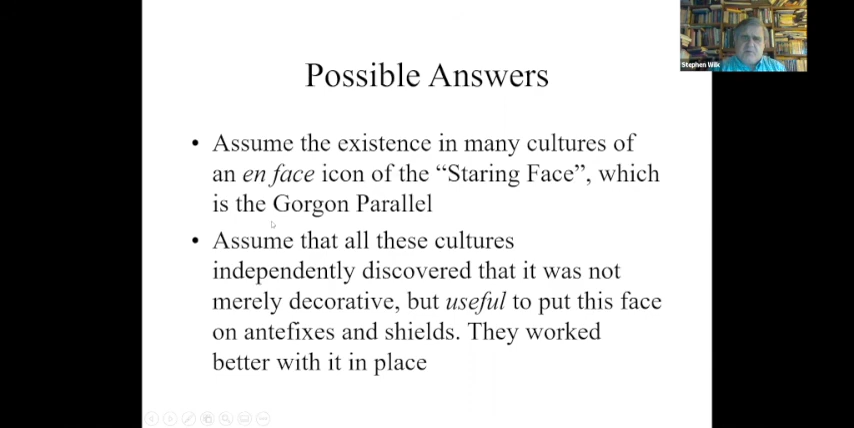 Stephen Wilk
Possible Answers
• Assume the existence in many cultures of
an en face icon of the “Staring Face”, which
is the Gorgon Parallel
• Assume that all these cultures
independently discovered that it was not
merely decorative, but useful to put this face
on antefixes and shields. They worked
better with it in place